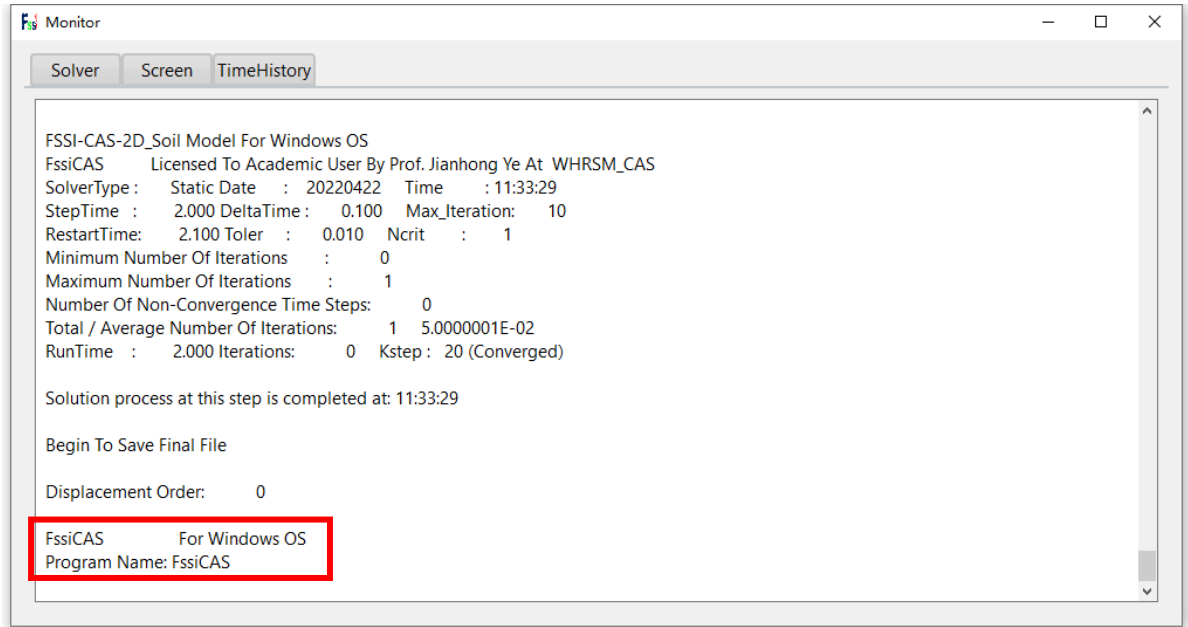 Fssi Monitor
Solver Screen TimeHistory
FSSI-CAS-2D_Soil Model For Windows OS
FssiCAS Licensed To Academic User By Prof. Jianhong Ye At WHRSM_CAS
SolverType : Static Date : 20220422 Time : 11:33:29
StepTime : 2.000 DeltaTime : 0.100 Max_Iteration: 10
RestartTime: 2.100 Toler : 0.010 Ncrit : 1
Minimum Number Of Iterations : 0
Maximum Number Of Iterations : 1
Number Of Non-Convergence Time Steps: 0
Total / Average Number Of Iterations: 1 5.0000001E-02
RunTime : 2.000 Iterations: 0 Kstep : 20 (Converged)
Solution process at this step is completed at: 11:33:29
Begin To Save Final File
Displacement Order: 0
FssiCAS For Windows OS
Program Name: FssiCAS